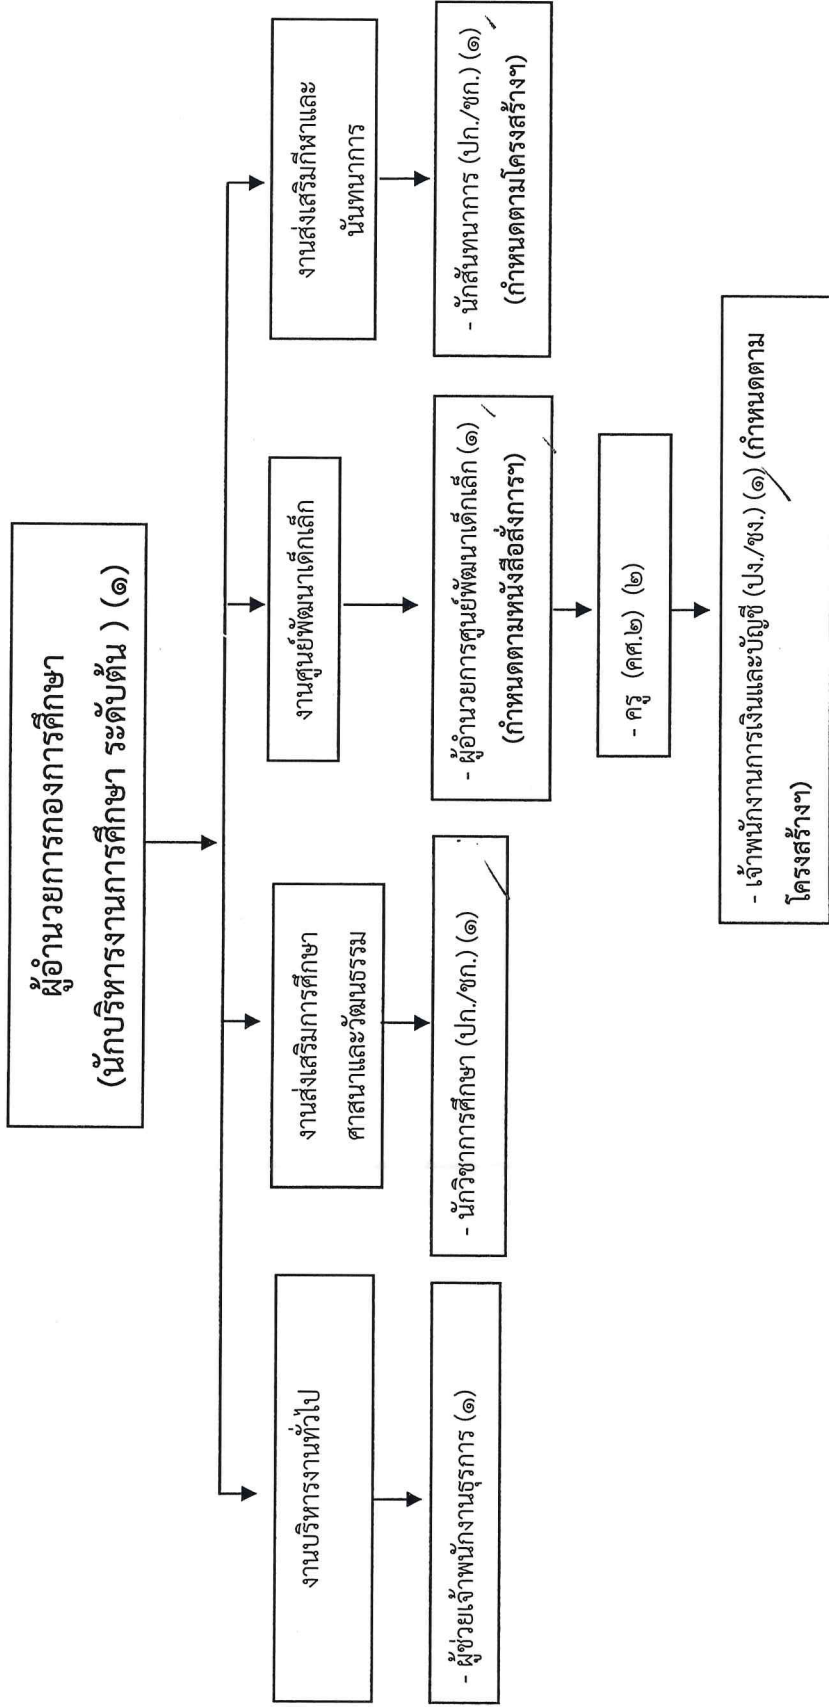 ผู้อำนวยการกองการศึกษา
(นักบริหารงานการศึกษา ระดับต้น ) (๑)
งานบริหารงานทั่วไป
- ผู้ช่วยเจ้าพนักงานธุรการ (๑)
งานส่งเสริมการศึกษา
ศาสนาและวัฒนธรรม
- นักวิชาการศึกษา (ปก./ชก.) (๑)
งานศูนย์พัฒนาเด็กเล็ก
- ผู้อำนวยการศูนย์พัฒนาเด็กเล็ก (๑)
(กำหนดตามหนังสือสั่งการฯ)
- ครู (คศ.๒) (๒)
- เจ้าพนักงานการเงินและบัญชี (ปง./ชง.) (๑) (กำหนดตาม
โครงสร้างฯ)
งานส่งเสริมกีฬาและ
นันทนาการ
- นักสันทนาการ (ปก./ชก.) (๑)
(กำหนดตามโครงสร้างฯ)